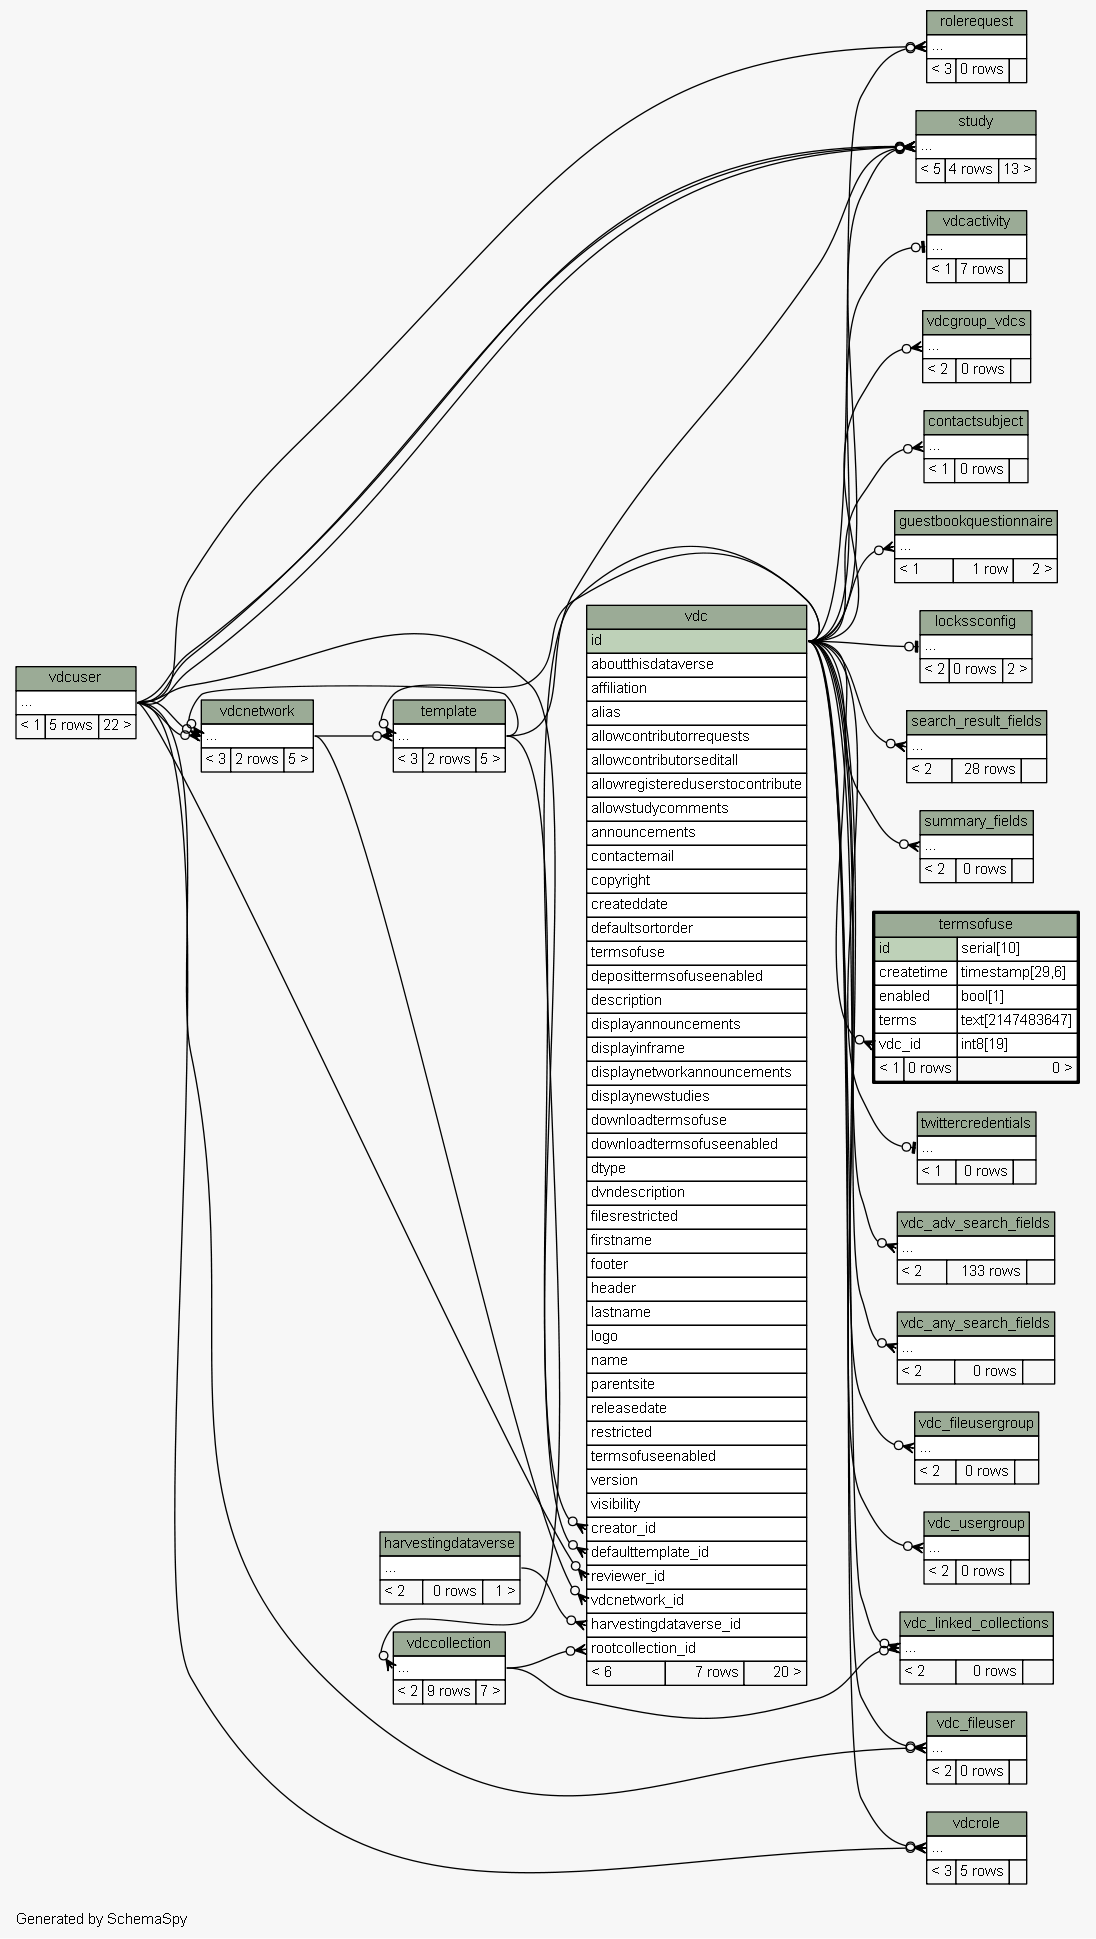 rolerequest
...
< 3 0 rows
study
...
< 5 4 rows 13 >
vdcactivity
...
< 1 7 rows
vdcgroup_vdcs
...
< 2 0 rows
contactsubject
...
< 1 0 rows
guestbookquestionnaire
...
< 1 1 row 2 >
lockssconfig
...
< 2 0 rows 2 >
search_result_fields
...
< 2 28 rows
summary_fields
...
< 2 0 rows
termsofuse
id serial[10]
createtime timestamp[29,6]
enabled bool[1]
terms text[2147483647]
vdc_id int8[19]
< 1 0 rows 0 >
twittercredentials
...
< 1 0 rows
vdc_adv_search_fields
...
< 2 133 rows
vdc_any_search_fields
...
< 2 0 rows
vdc_fileusergroup
...
< 2 0 rows
vdc_usergroup
...
< 2 0 rows
vdc_linked_collections
...
< 2 0 rows
vdc_fileuser
...
< 2 0 rows
vdcrole
...
< 3 5 rows
vdc
id
aboutthisdataverse
affiliation
alias
allowcontributorrequests
allowcontributorseditall
allowregistereduserstocontribute
allowstudycomments
announcements
contactemail
copyright
createddate
defaultsortorder
termsofuse
deposittermsofuseenabled
description
displayannouncements
displayinframe
displaynetworkannouncements
displaynewstudies
downloadtermsofuse
downloadtermsofuseenabled
dtype
dvndescription
filesrestricted
firstname
footer
header
lastname
logo
name
parentsite
releasedate
restricted
termsofuseenabled
version
visibility
creator_id
defaulttemplate_id
reviewer_id
vdcnetwork_id
harvestingdataverse_id
rootcollection_id
< 6 7 rows 20 >
vdcuser
...
< 1 5 rows 22 >
vdcnetwork
...
< 3 2 rows 5 >
template
...
< 3 2 rows 5 >
harvestingdataverse
...
< 2 0 rows 1 >
vdccollection
...
< 2 9 rows 7 >
Generated by SchemaSpy